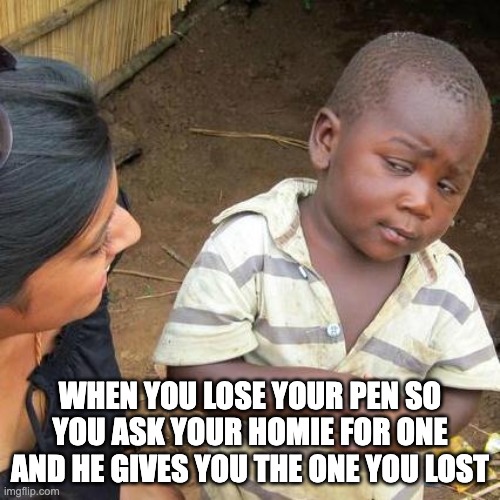 WHEN YOU LOSE YOUR PEN SO
YOU ASK YOUR HOMIE FOR ONE
AND HE GIVES YOU THE ONE YOU LOST
imgflip.com